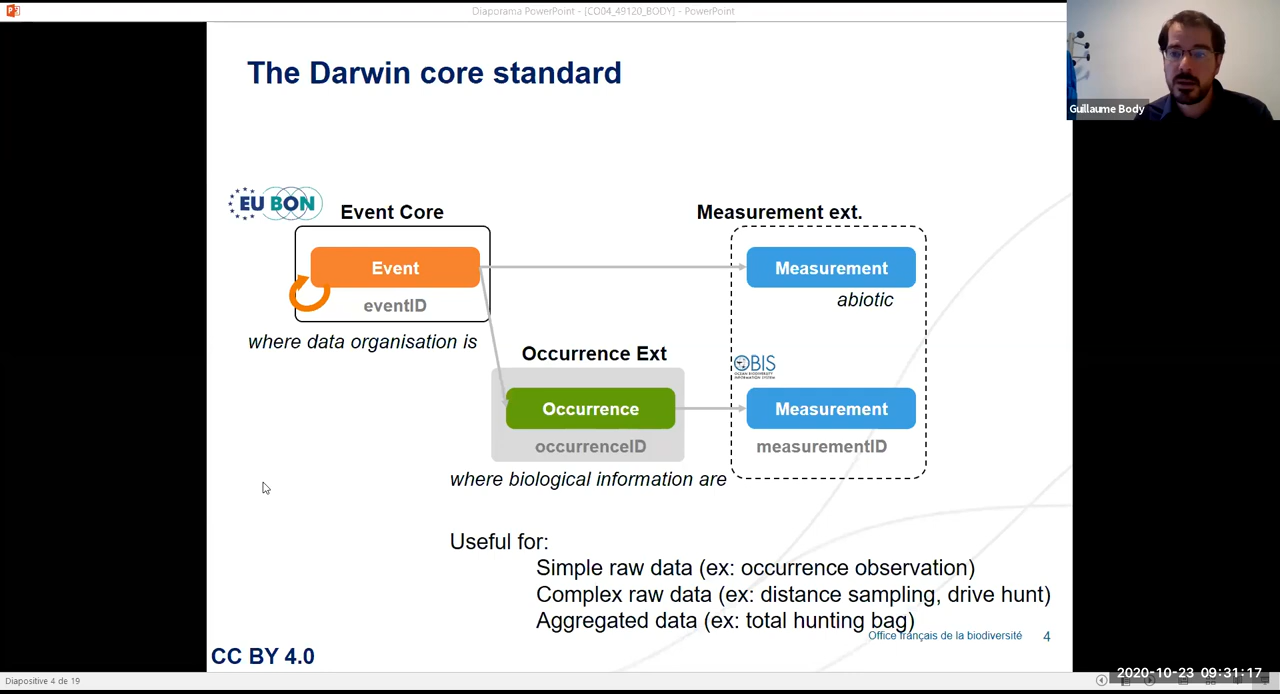 Diaporama PowerPoint - [CO04_49120_BODY] - PowerPoint
Guillaume Body
The Darwin core standard
EU BON
Event Core
Measurement ext.
Event
Measurement
eventID
abiotic
where data organisation is
Occurrence Ext
OBIS
OCEAN BIODIVERSITY
INFORMATION SYSTEM
Occurrence
Measurement
occurrenceID
measurementID
where biological information are
Useful for:
Simple raw data (ex: occurrence observation)
Complex raw data (ex: distance sampling, drive hunt)
Aggregated data (ex: total hunting bag)
Office français de la biodiversité
4
CC BY 4.0
Diapositive 4 de 19
2020-10-23 09:31:17